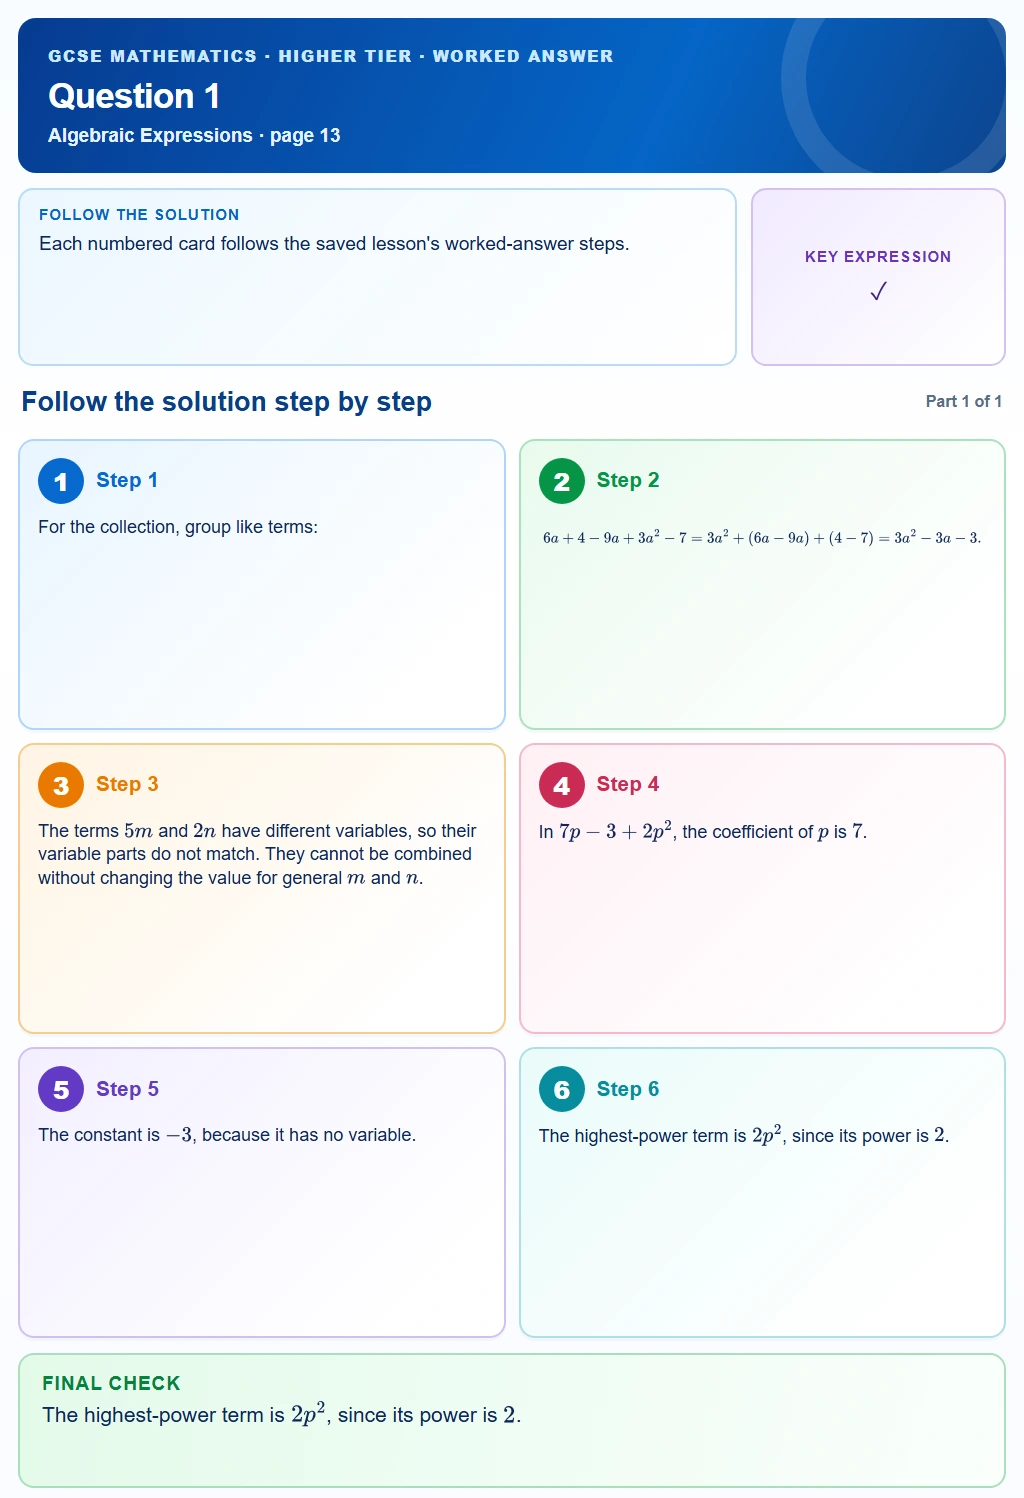 GCSE MATHEMATICS · HIGHER TIER · WORKED ANSWER
Question 1
Algebraic Expressions · page 13
FOLLOW THE SOLUTION
Each numbered card follows the saved lesson's worked-answer steps.
KEY EXPRESSION
✓
Follow the solution step by step
Part 1 of 1
1 Step 1
For the collection, group like terms:
2 Step 2
6a + 4 − 9a + 3a² − 7 = 3a² + (6a − 9a) + (4 − 7) = 3a² − 3a − 3.
3 Step 3
The terms 5m and 2n have different variables, so their
variable parts do not match. They cannot be combined
without changing the value for general m and n.
4 Step 4
In 7p − 3 + 2p², the coefficient of p is 7.
5 Step 5
The constant is −3, because it has no variable.
6 Step 6
The highest-power term is 2p², since its power is 2.
FINAL CHECK
The highest-power term is 2p², since its power is 2.